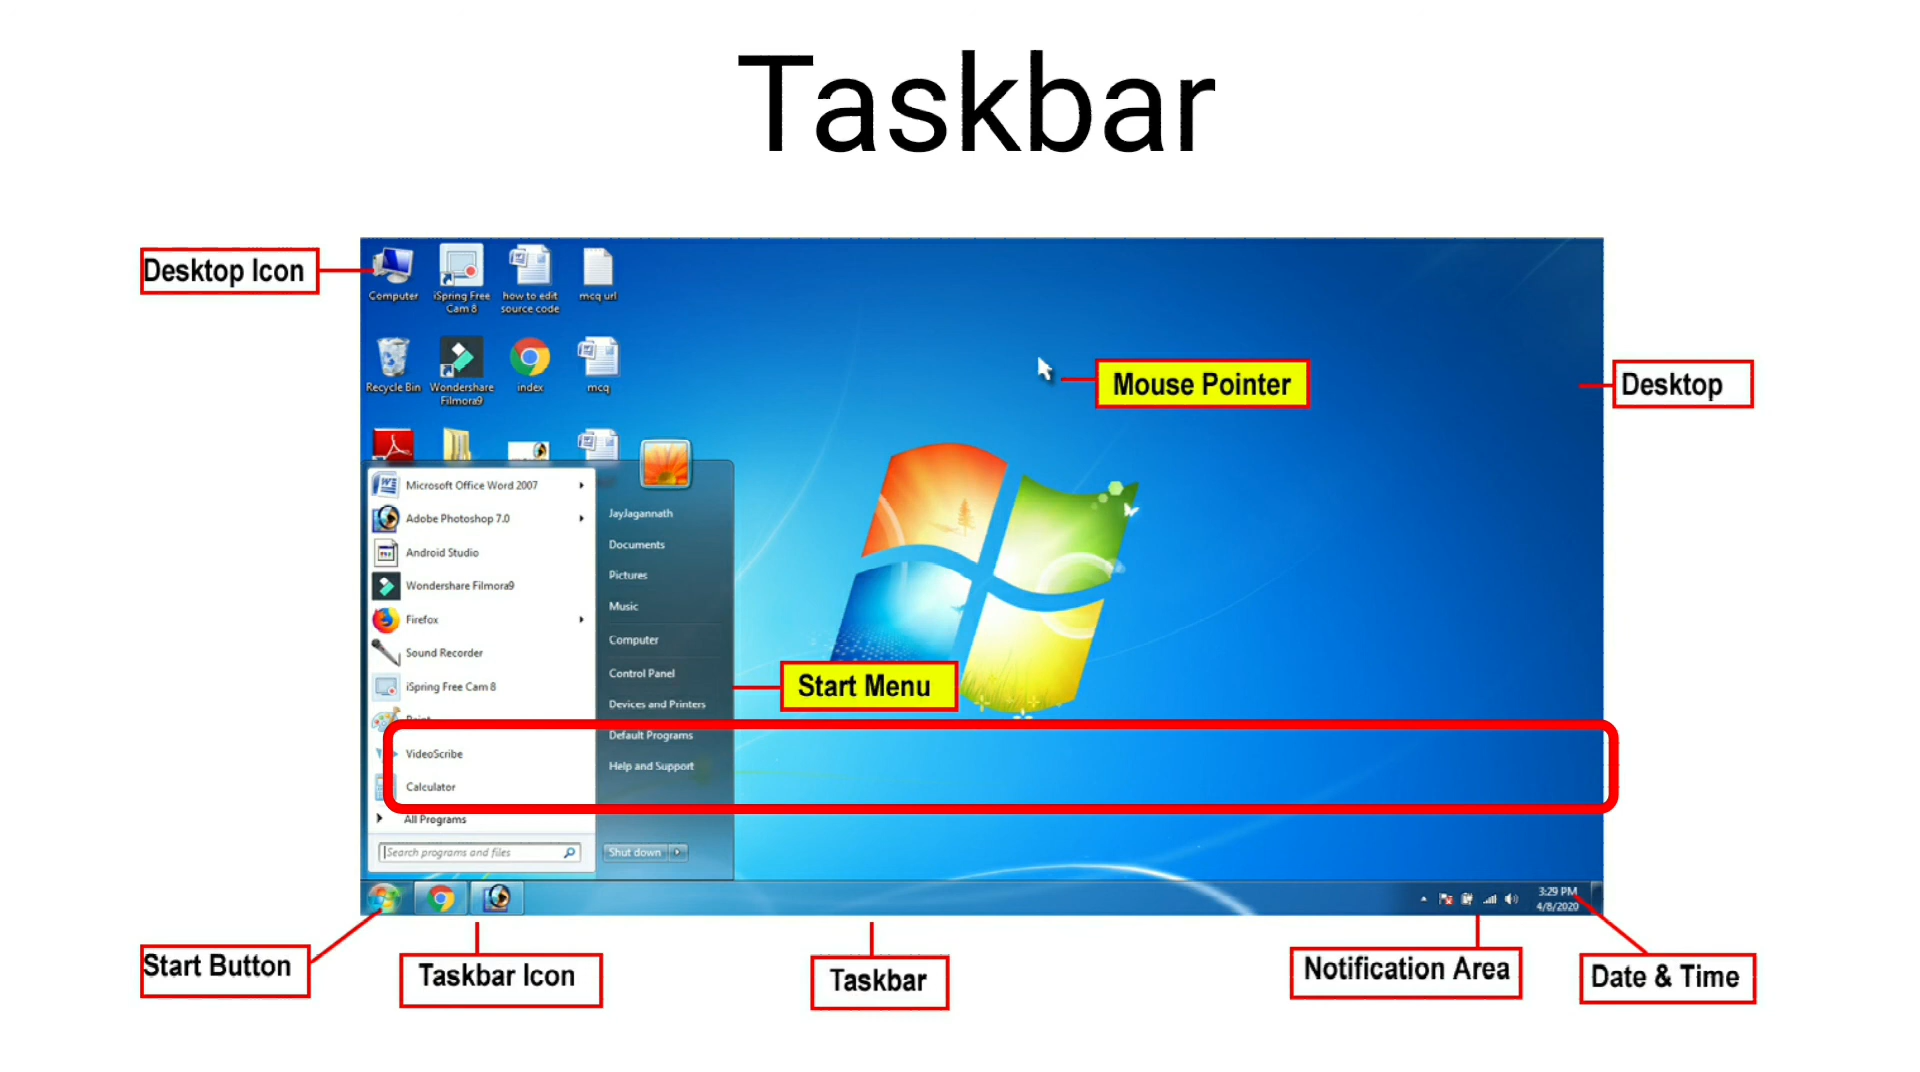 Taskbar
Desktop Icon
Computer
iSpring Free
Cam 8
how to edit
source code
mcq url
Recycle Bin
Wondershare
Filmora9
index
mcq
Mouse Pointer
Desktop
Microsoft Office Word 2007
Adobe Photoshop 7.0
Android Studio
Wondershare Filmora9
Firefox
Sound Recorder
iSpring Free Cam 8
Paint
VideoScribe
Calculator
All Programs
Search programs and files
JayJagannath
Documents
Pictures
Music
Computer
Control Panel
Devices and Printers
Default Programs
Help and Support
Shut down
Start Menu
3:29 PM
4/8/2020
Start Button
Taskbar Icon
Taskbar
Notification Area
Date & Time